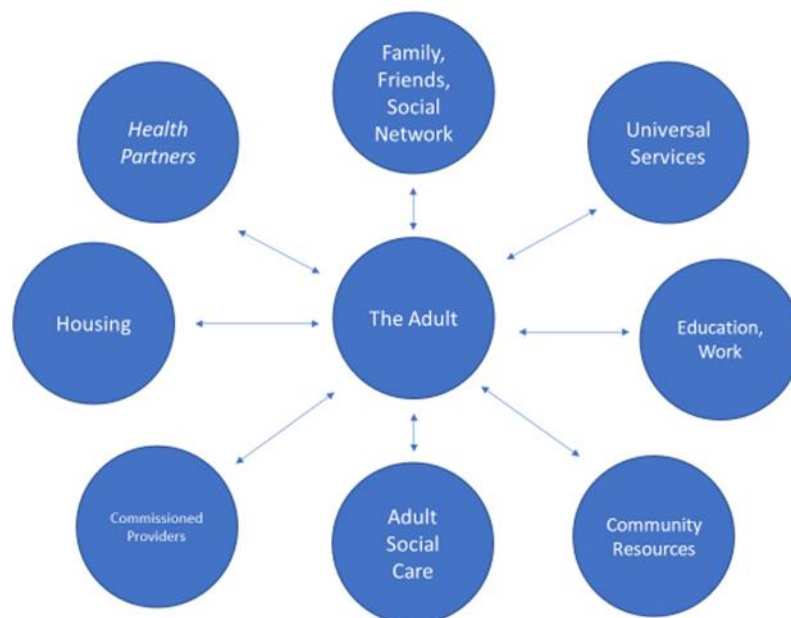 Family,
Friends,
Social
Network
Health
Partners
Universal
Services
Housing
The Adult
Education,
Work
Commissioned
Providers
Adult
Social
Care
Community
Resources